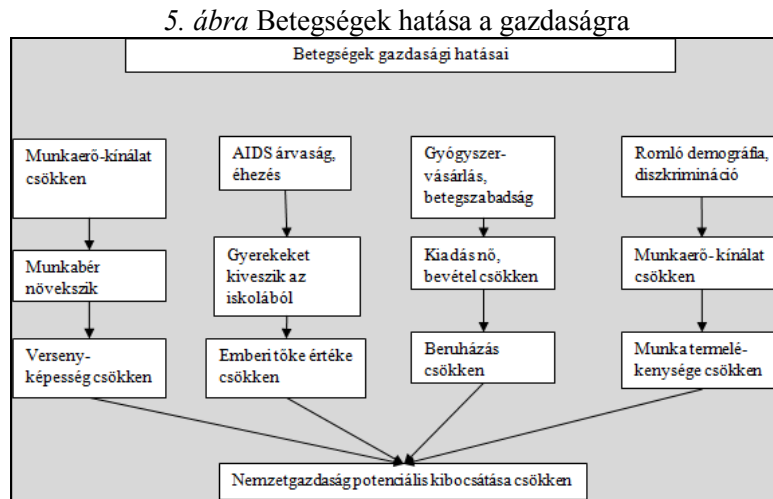 5. ábra Betegségek hatása a gazdaságra
Betegségek gazdasági hatásai
Munkaerő-kínálat
csökken
AIDS árvaság,
éhezés
Gyógyszer-
vásárlás,
betegszabadság
Romló demográfia,
diszkrimináció
Munkabér
növekszik
Gyerekeket
kiveszik az
iskolából
Kiadás nő,
bevétel csökken
Munkaerő-kínálat
csökken
Verseny-
képesség csökken
Emberi tőke értéke
csökken
Beruházás
csökken
Munka termelé-
kenysége csökken
Nemzetgazdaság potenciális kibocsátása csökken